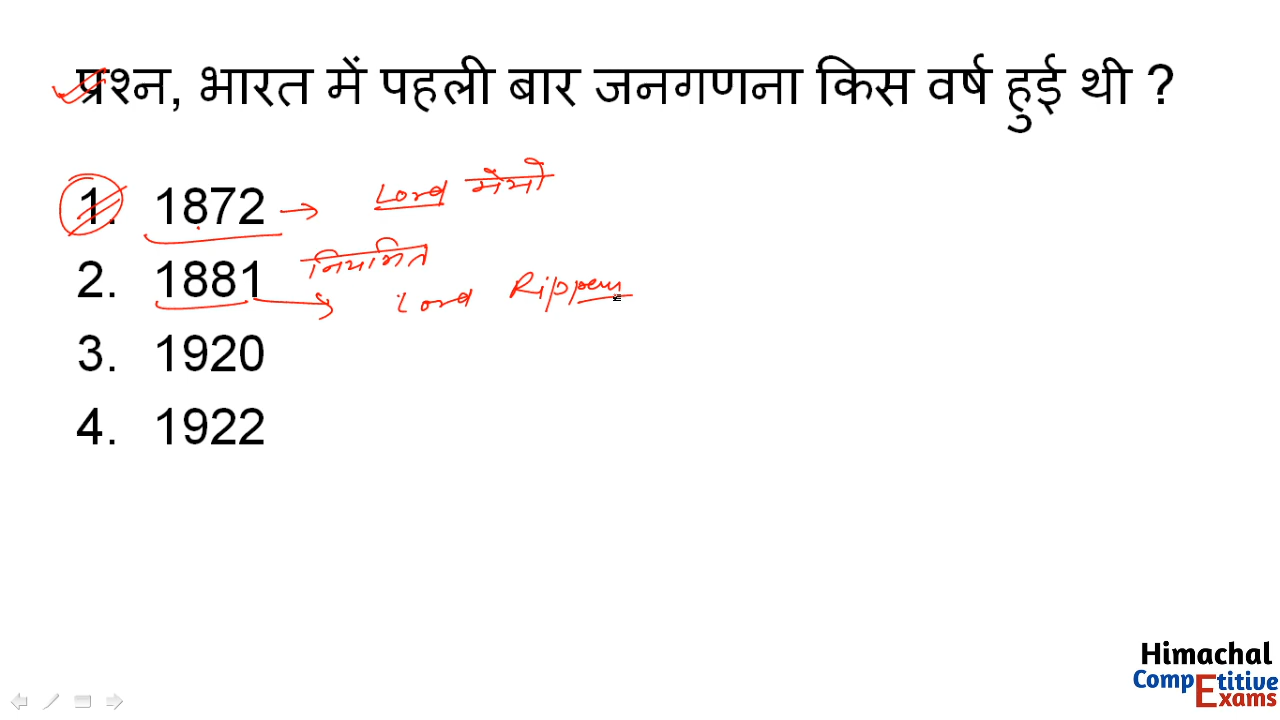 प्रश्न, भारत में पहली बार जनगणना किस वर्ष हुई थी ?
1. 1872 → Lord मेयो
2. 1881 नियमित
→ Lord Rippen
3. 1920
4. 1922
Himachal
Competitive
Exams